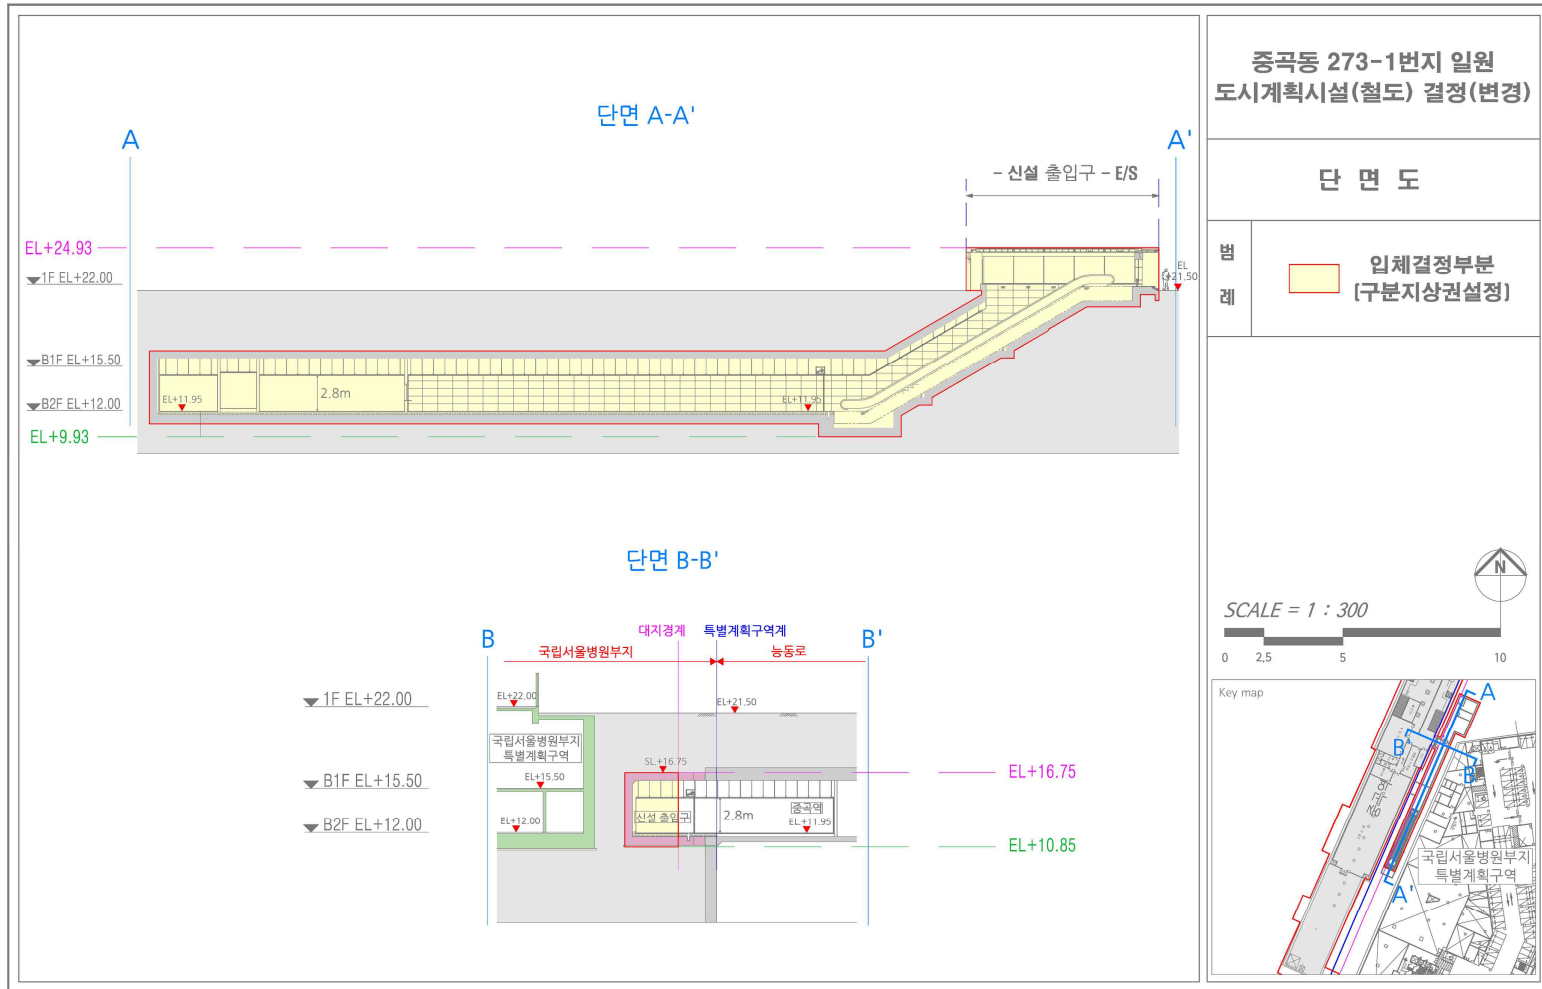 중곡동 273-1번지 일원
도시계획시설(철도) 결정(변경)
단 면 도
범
례
입체결정부분
(구분지상권설정)
단면 A-A'
A
A'
- 신설 출입구 - E/S
EL+24.93
1F EL+22.00
EL
+21.50
B1F EL+15.50
B2F EL+12.00
EL+9.93
EL+11.95
2.8m
EL+11.95
단면 B-B'
B
B'
대지경계
특별계획구역계
국립서울병원부지
능동로
1F EL+22.00
EL+22.00
EL+21.50
국립서울병원부지
특별계획구역
SL.+16.75
EL+16.75
B1F EL+15.50
EL+15.50
신설 출입구
2.8m
중곡역
EL.+11.95
B2F EL+12.00
EL+12.00
EL+10.85
N
SCALE = 1 : 300
0 2.5 5 10
Key map
A
B'
B
중곡역
국립서울병원부지
특별계획구역
A'